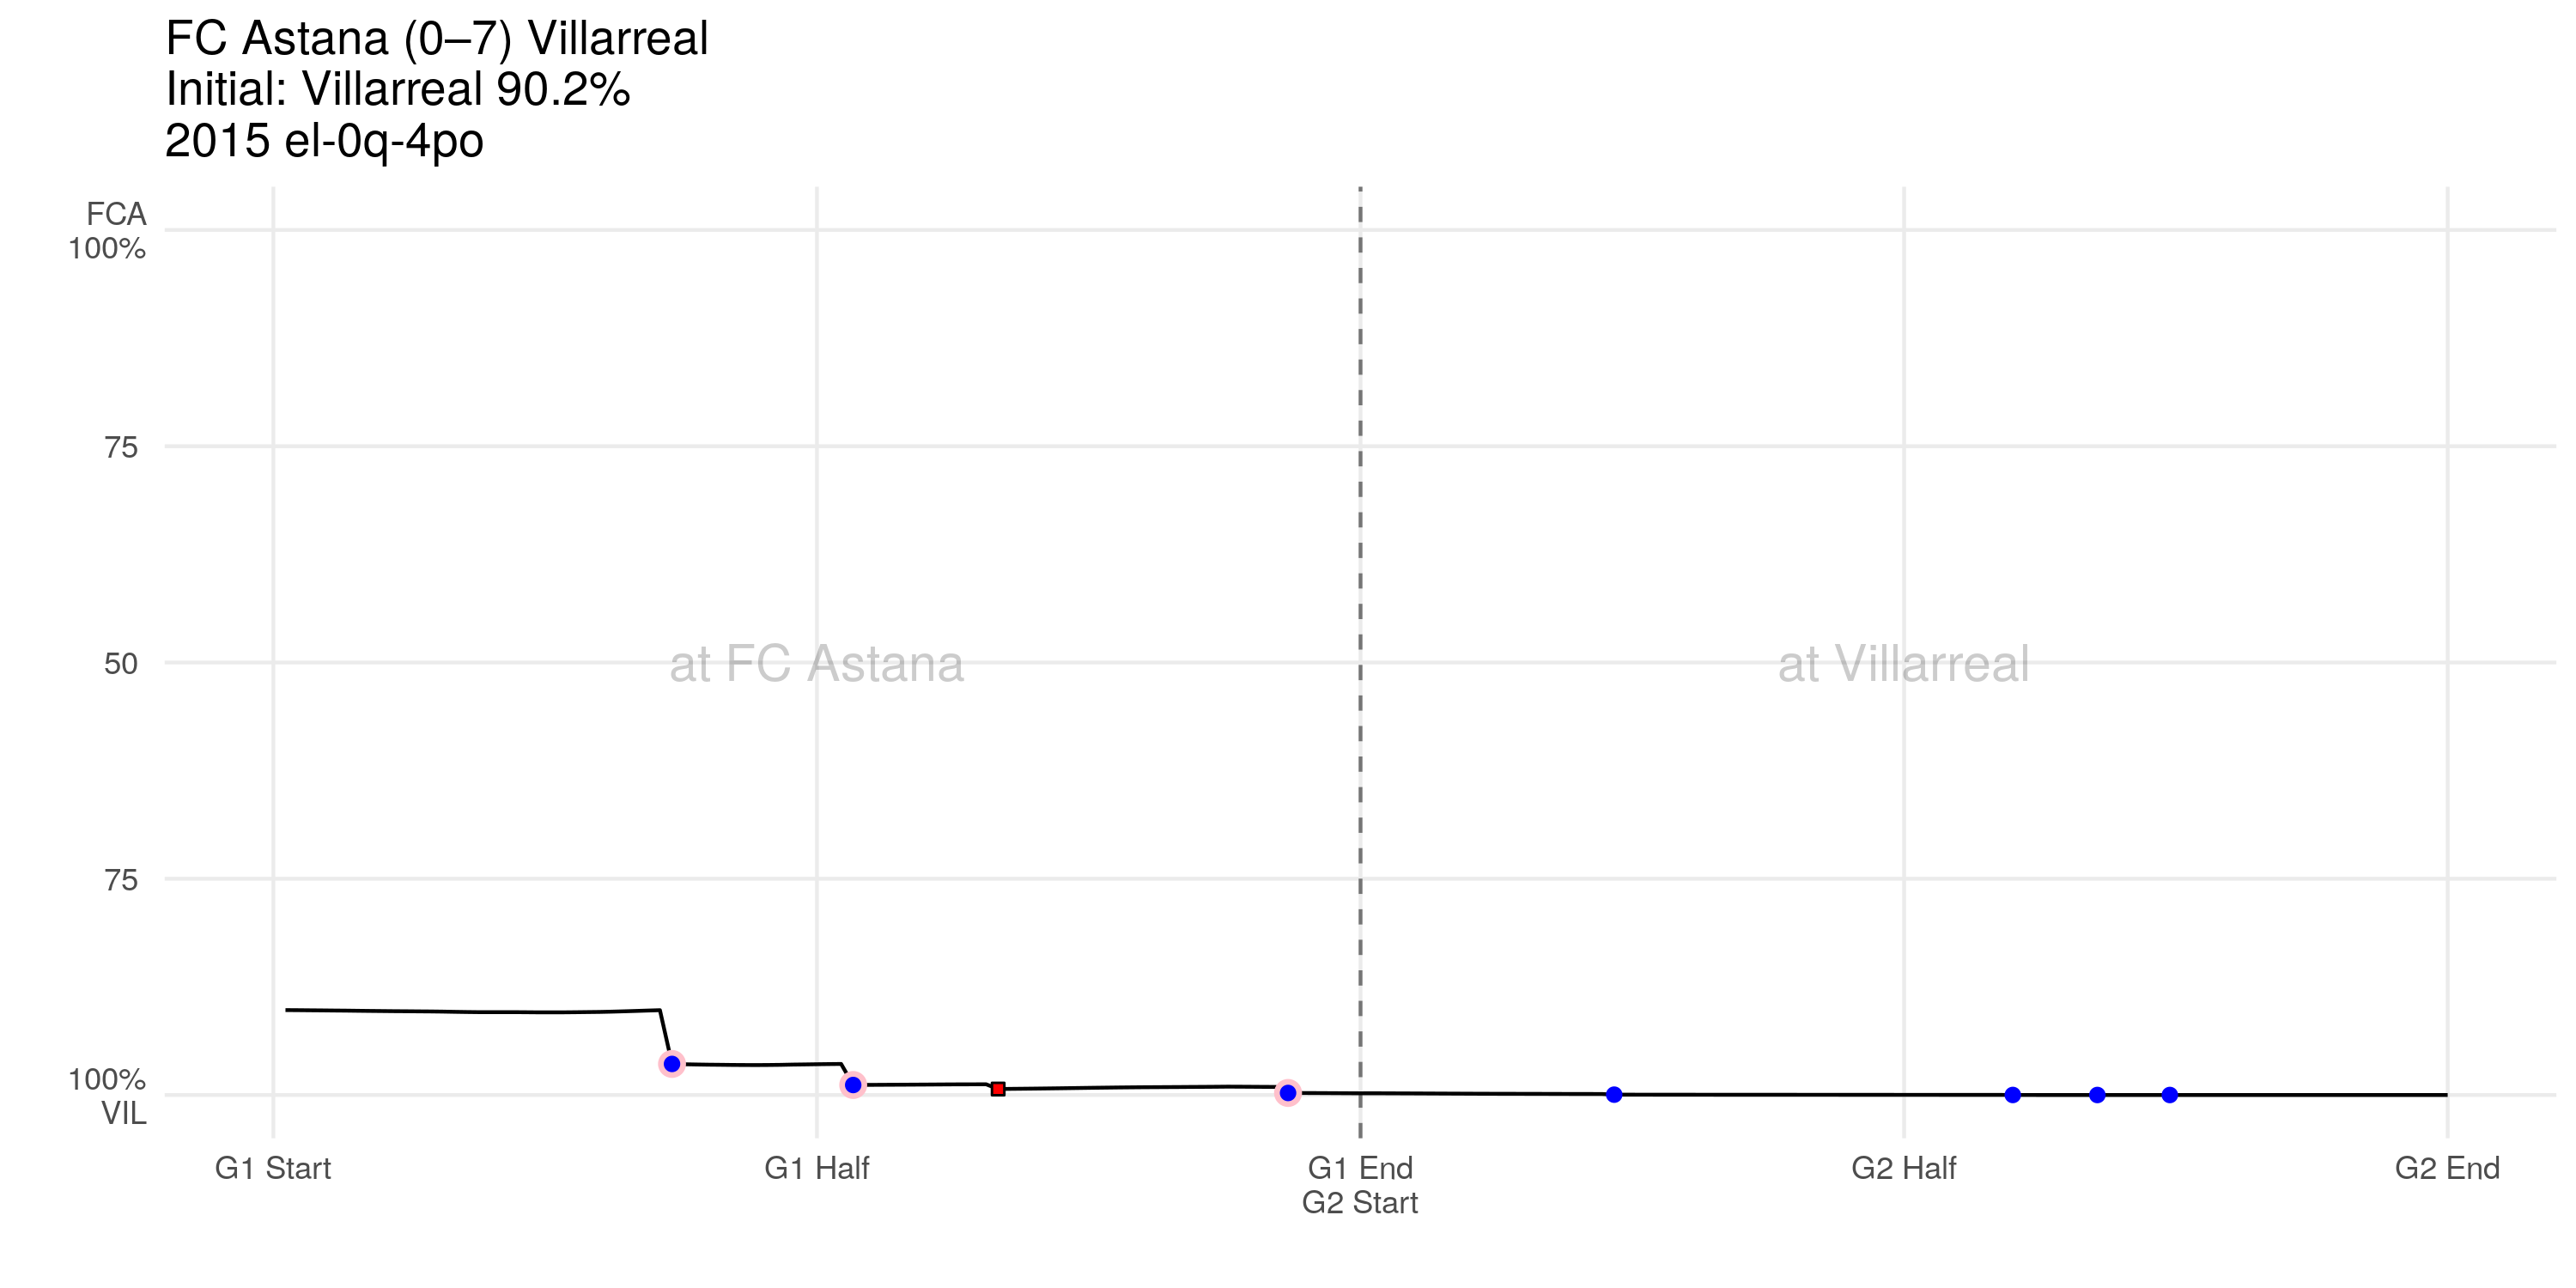 FC Astana (0–7) Villarreal
Initial: Villarreal 90.2%
2015 el-0q-4po
FCA
100%
75
50
75
100%
VIL
at FC Astana
at Villarreal
G1 Start
G1 Half
G1 End
G2 Start
G2 Half
G2 End